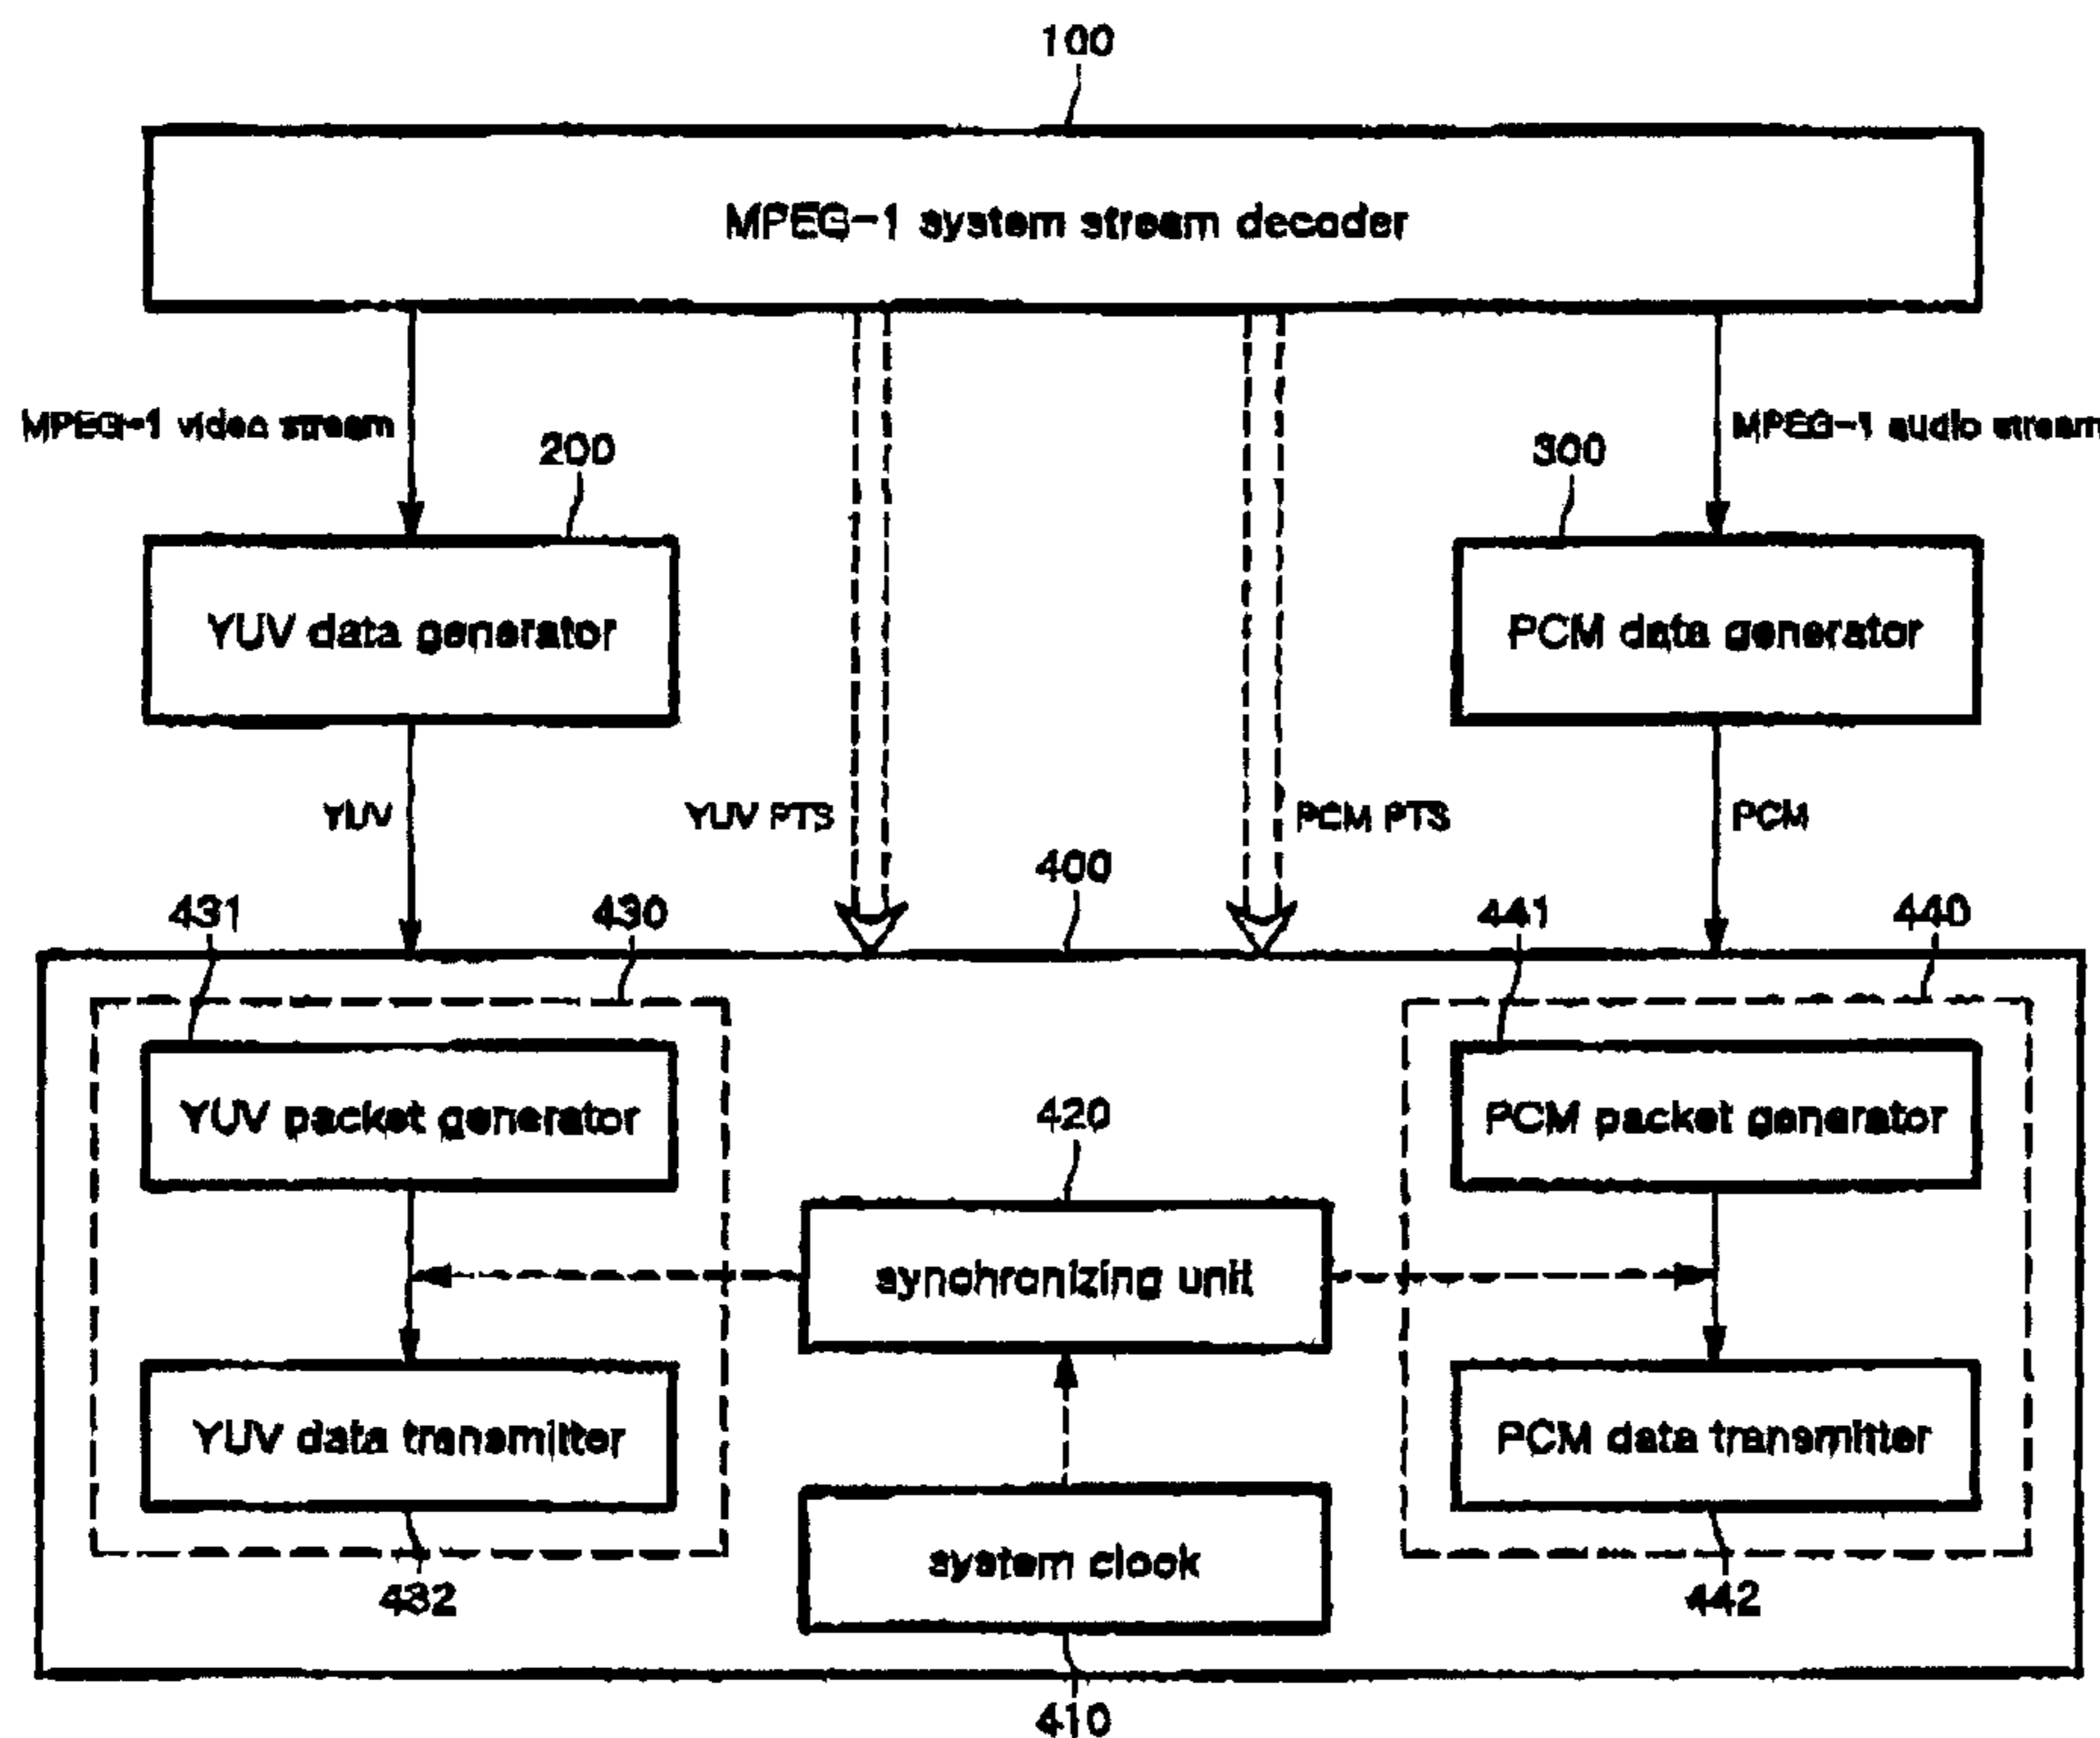 100
MPEG-1 system stream decoder
MPEG-1 video stream
MPEG-1 audio stream
200
300
YUV data generator
PCM data generator
YUV
YUV PTS
PCM PTS
PCM
400
431
430
441
440
YUV packet generator
PCM packet generator
420
synchronizing unit
YUV data transmitter
PCM data transmitter
system clock
432
442
410